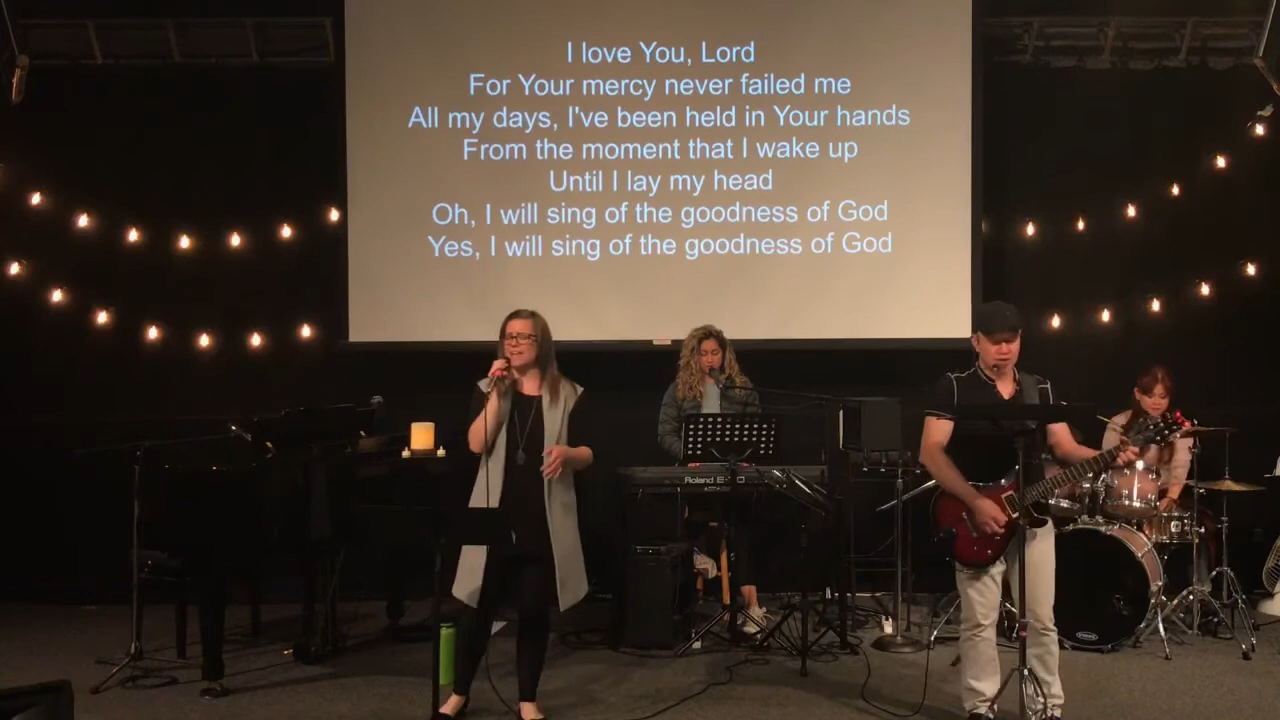 I love You, Lord
For Your mercy never failed me
All my days, I've been held in Your hands
From the moment that I wake up
Until I lay my head
Oh, I will sing of the goodness of God
Yes, I will sing of the goodness of God
Roland